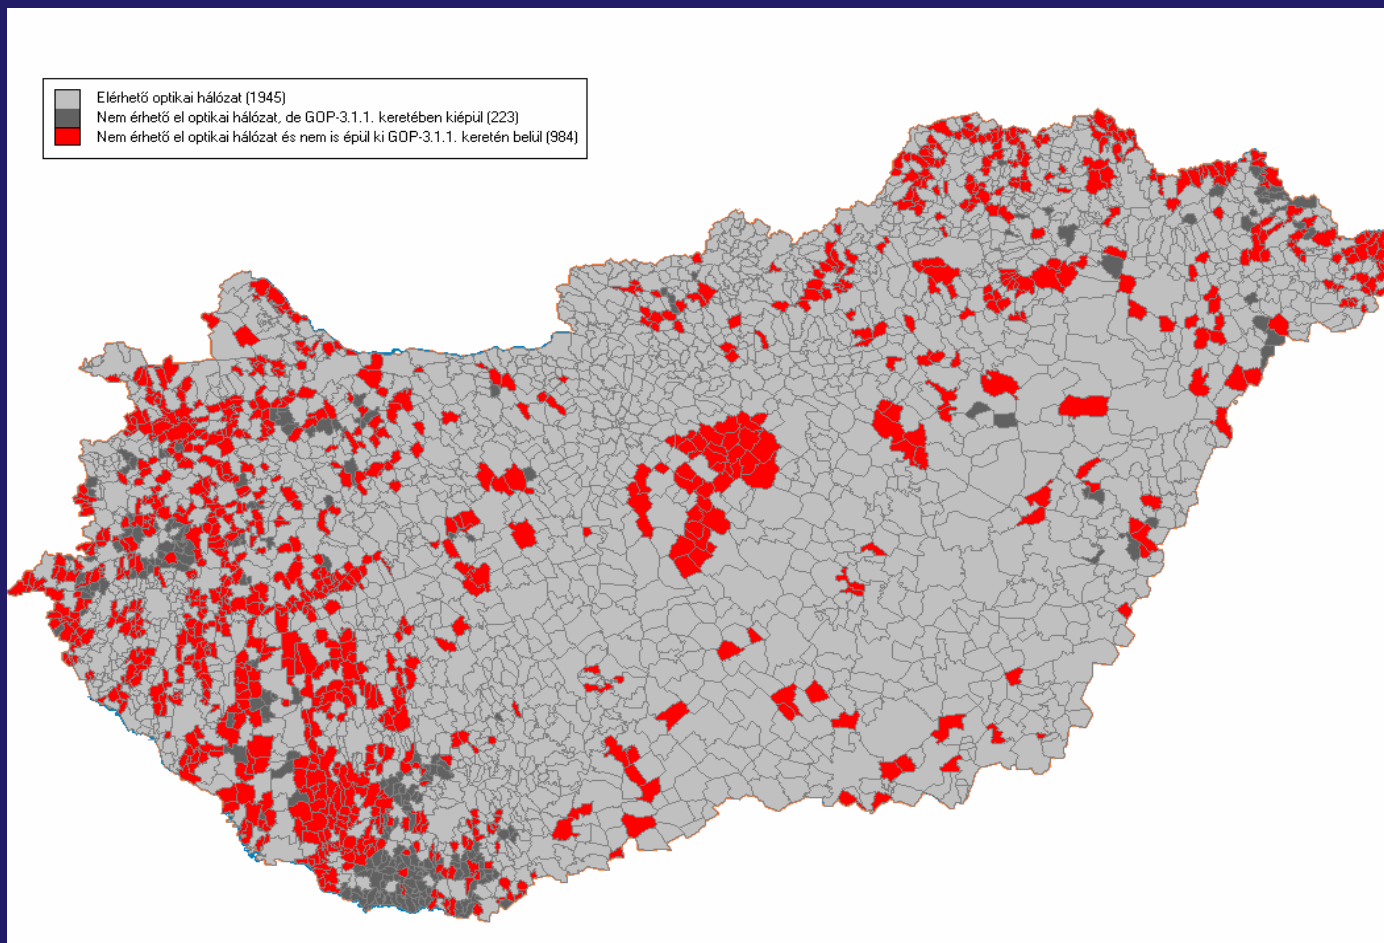 Elérhető optikai hálózat (1945)
Nem érhető el optikai hálózat, de GOP-3.1.1. keretében kiépül (223)
Nem érhető el optikai hálózat és nem is épül ki GOP-3.1.1. keretén belül (984)